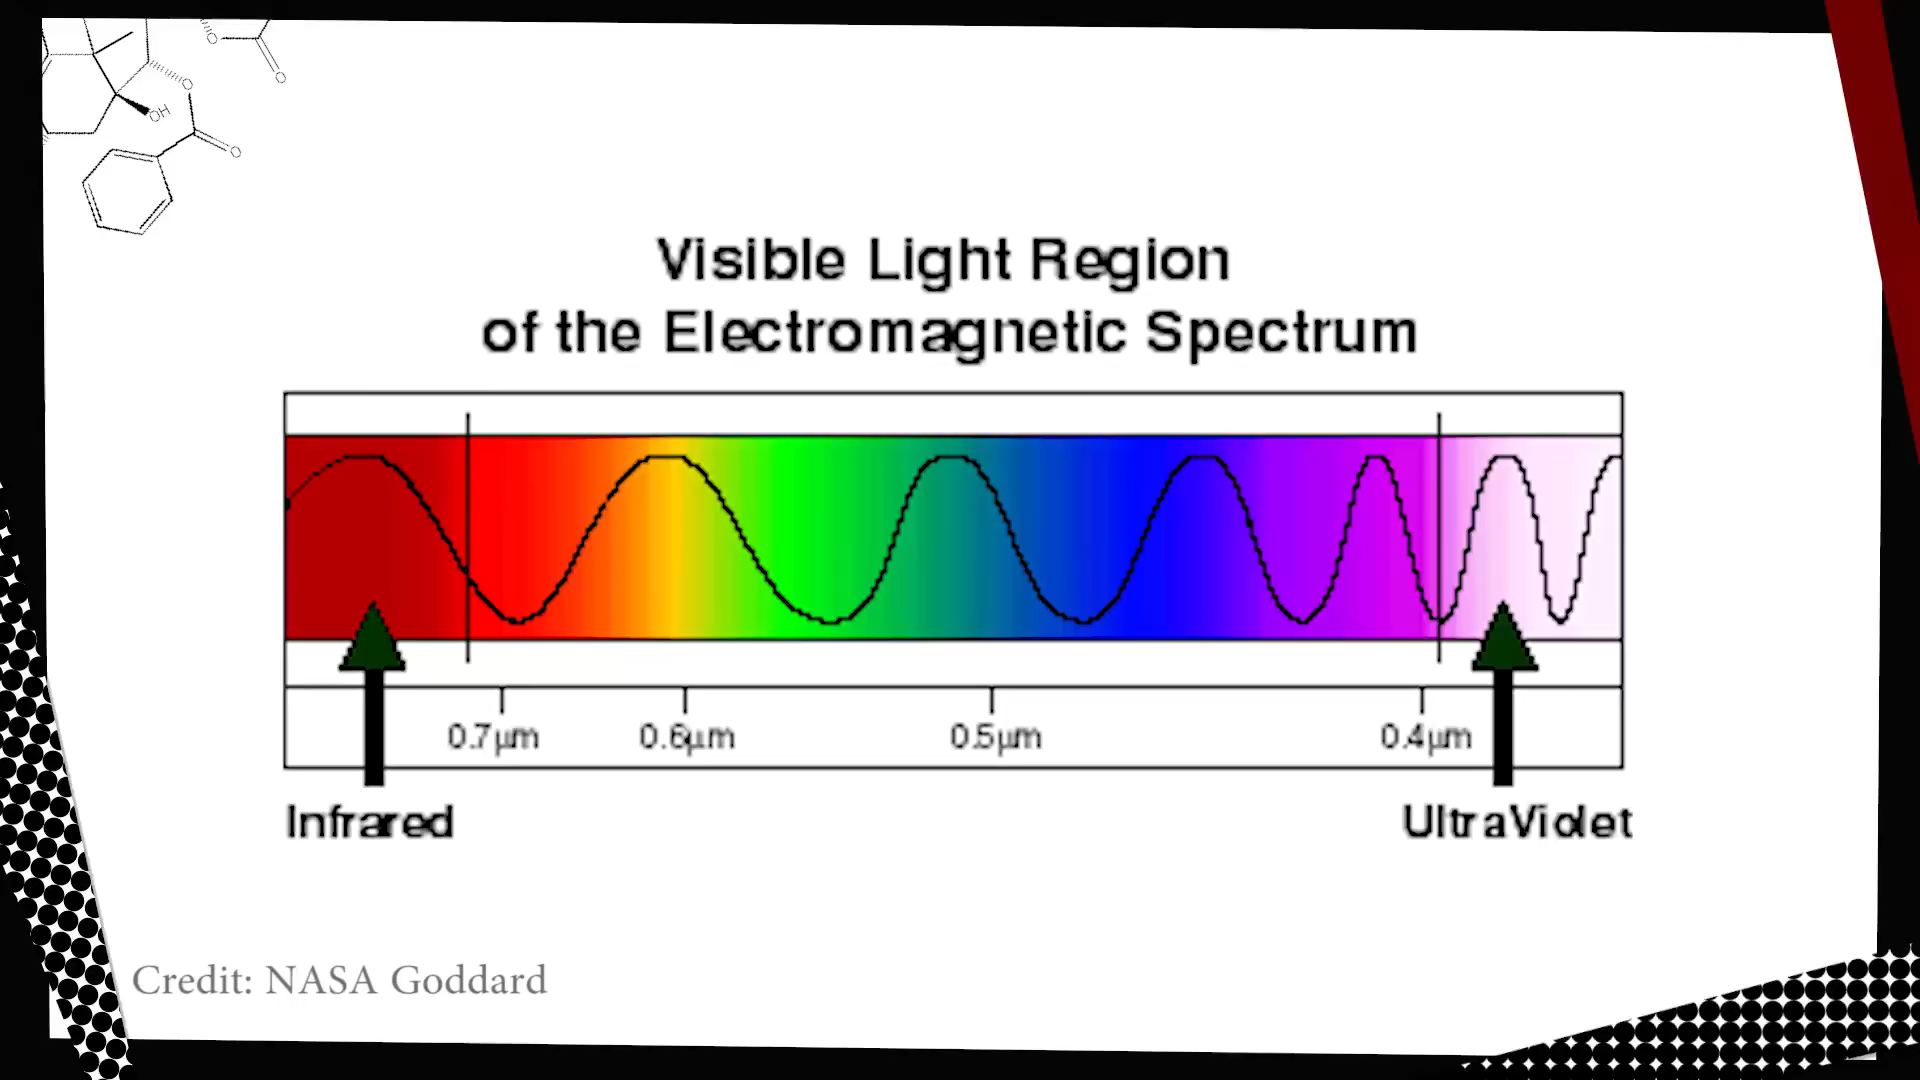 O
O
O
OH
O
Visible Light Region
of the Electromagnetic Spectrum
0.7µm 0.6µm 0.5µm 0.4µm
Infrared UltraViolet
Credit: NASA Goddard